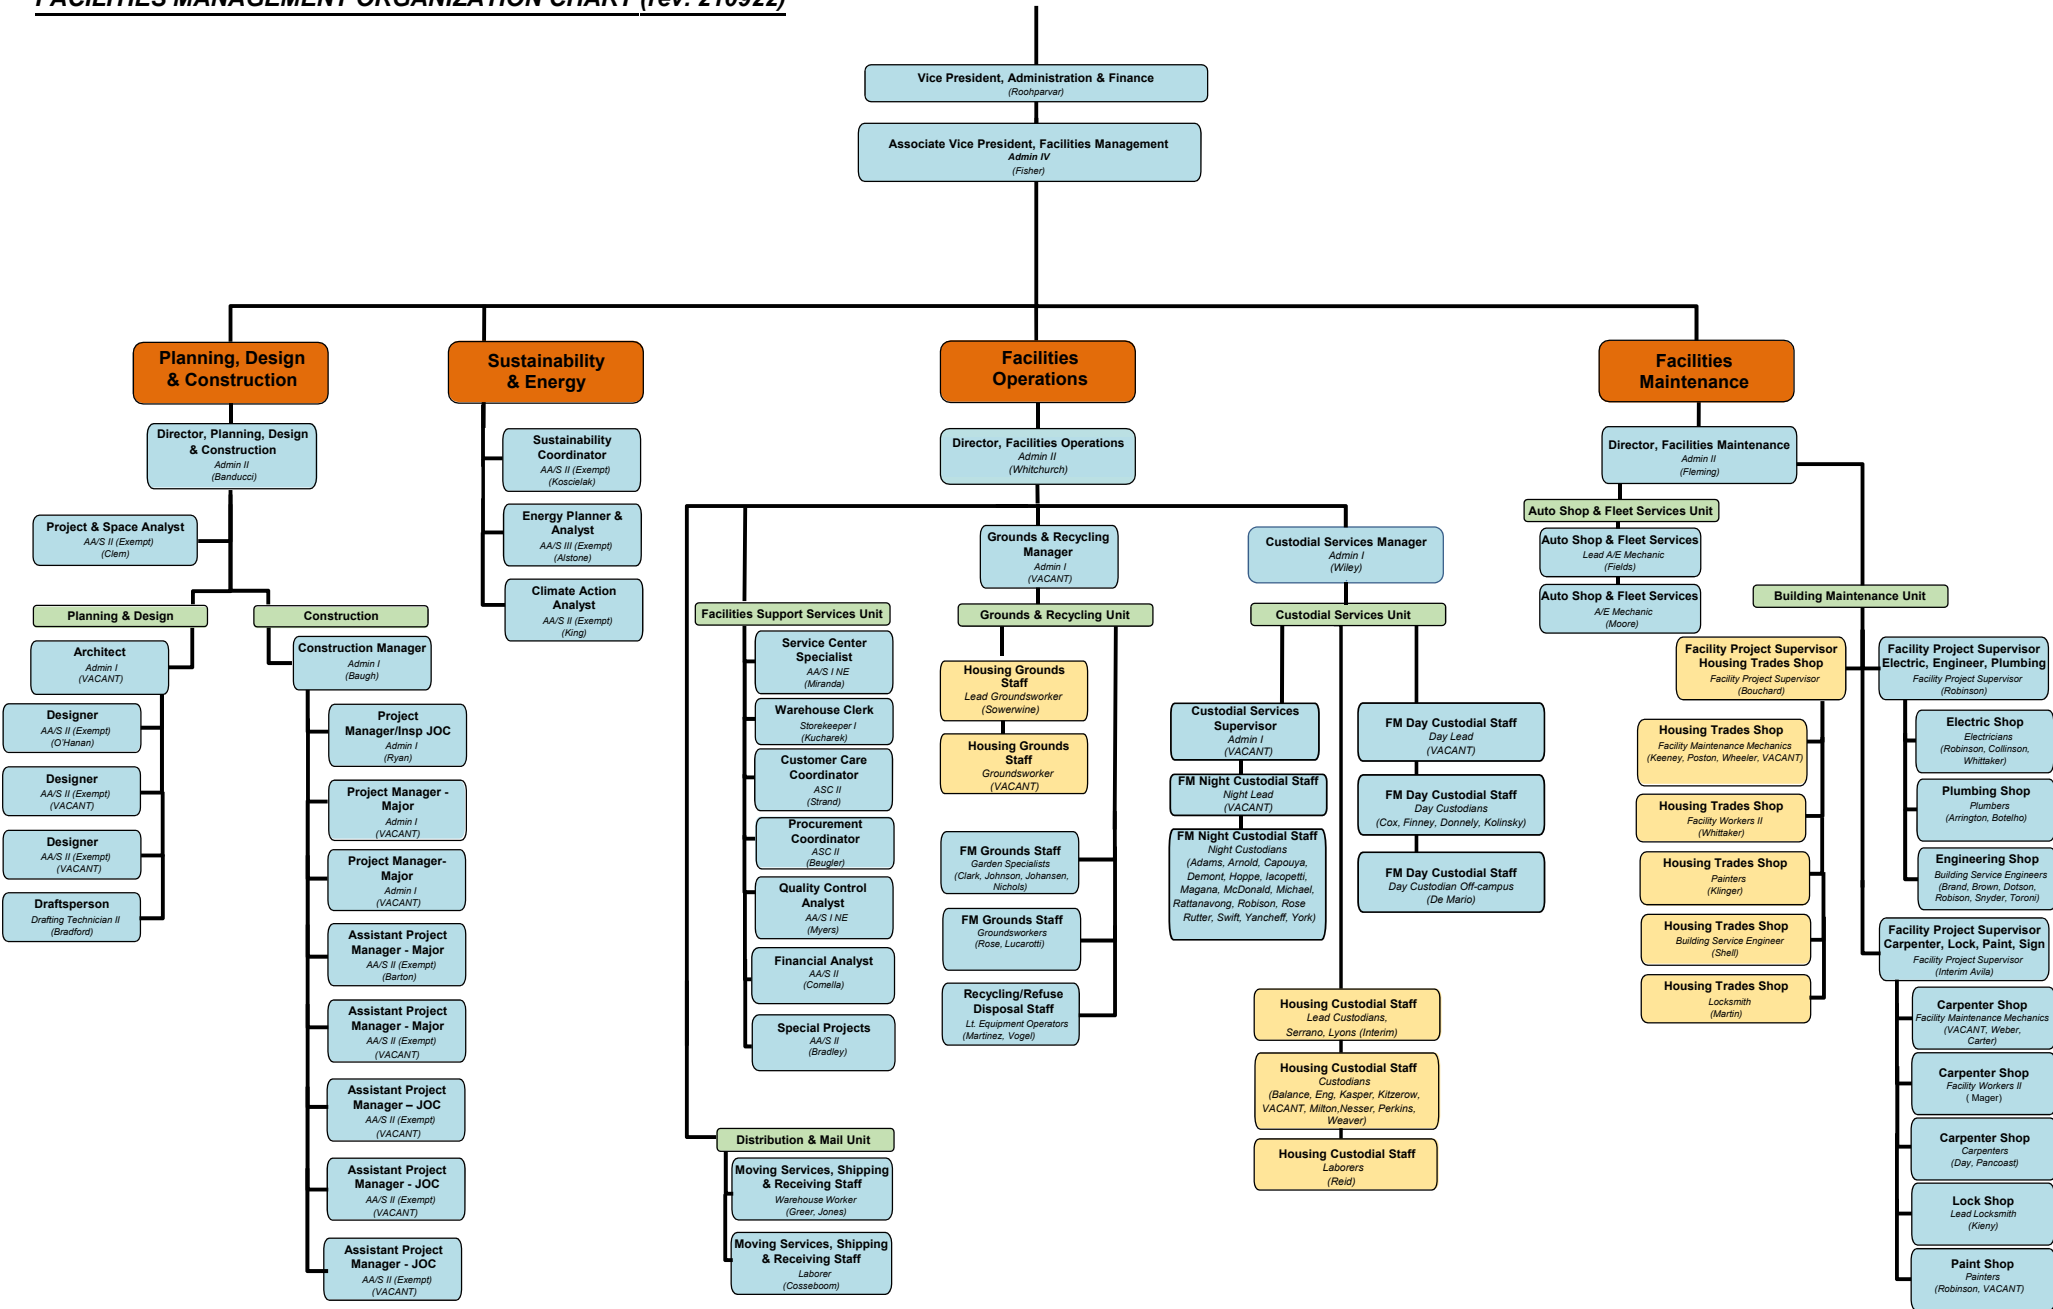 FACILITIES MANAGEMENT ORGANIZATION CHART (rev. 210922)
Vice President, Administration & Finance
(Roohparvar)
Associate Vice President, Facilities Management
Admin IV
(Fisher)
Planning, Design
& Construction
Director, Planning, Design
& Construction
Admin II
(Banducci)
Project & Space Analyst
AA/S II (Exempt)
(Clem)
Planning & Design
Architect
Admin I
(VACANT)
Designer
AA/S II (Exempt)
(O'Hanan)
Designer
AA/S II (Exempt)
(VACANT)
Designer
AA/S II (Exempt)
(VACANT)
Draftsperson
Drafting Technician II
(Bradford)
Construction
Construction Manager
Admin I
(Baugh)
Project
Manager/Insp JOC
Admin I
(Ryan)
Project Manager -
Major
Admin I
(VACANT)
Project Manager-
Major
Admin I
(VACANT)
Assistant Project
Manager - Major
AA/S II (Exempt)
(Barton)
Assistant Project
Manager - Major
AA/S II (Exempt)
(VACANT)
Assistant Project
Manager – JOC
AA/S II (Exempt)
(VACANT)
Assistant Project
Manager - JOC
AA/S II (Exempt)
(VACANT)
Assistant Project
Manager - JOC
AA/S II (Exempt)
(VACANT)
Sustainability
& Energy
Sustainability
Coordinator
AA/S II (Exempt)
(Koscielak)
Energy Planner &
Analyst
AA/S III (Exempt)
(Alstone)
Climate Action
Analyst
AA/S II (Exempt)
(King)
Facilities
Operations
Director, Facilities Operations
Admin II
(Whitchurch)
Facilities Support Services Unit
Service Center
Specialist
AA/S I NE
(Miranda)
Warehouse Clerk
Storekeeper I
(Kucharek)
Customer Care
Coordinator
ASC II
(Strand)
Procurement
Coordinator
ASC II
(Beugler)
Quality Control
Analyst
AA/S I NE
(Myers)
Financial Analyst
AA/S II
(Comella)
Special Projects
AA/S II
(Bradley)
Distribution & Mail Unit
Moving Services, Shipping
& Receiving Staff
Warehouse Worker
(Greer, Jones)
Moving Services, Shipping
& Receiving Staff
Laborer
(Cosseboom)
Grounds & Recycling
Manager
Admin I
(VACANT)
Grounds & Recycling Unit
Housing Grounds
Staff
Lead Groundsworker
(Sowerwine)
Housing Grounds
Staff
Groundsworker
(VACANT)
FM Grounds Staff
Garden Specialists
(Clark, Johnson, Johansen,
Nichols)
FM Grounds Staff
Groundsworkers
(Rose, Lucarotti)
Recycling/Refuse
Disposal Staff
Lt. Equipment Operators
(Martinez, Vogel)
Custodial Services Manager
Admin I
(Wiley)
Custodial Services Unit
Custodial Services
Supervisor
Admin I
(VACANT)
FM Night Custodial Staff
Night Lead
(VACANT)
FM Night Custodial Staff
Night Custodians
(Adams, Arnold, Capouya,
Demont, Hoppe, Iacopetti,
Magana, McDonald, Michael,
Rattanavong, Robison, Rose
Rutter, Swift, Yancheff, York)
FM Day Custodial Staff
Day Lead
(VACANT)
FM Day Custodial Staff
Day Custodians
(Cox, Finney, Donnely, Kolinsky)
FM Day Custodial Staff
Day Custodian Off-campus
(De Mario)
Housing Custodial Staff
Lead Custodians,
Serrano, Lyons (Interim)
Housing Custodial Staff
Custodians
(Balance, Eng, Kasper, Kitzerow,
VACANT, Milton,Nesser, Perkins,
Weaver)
Housing Custodial Staff
Laborers
(Reid)
Facilities
Maintenance
Director, Facilities Maintenance
Admin II
(Fleming)
Auto Shop & Fleet Services Unit
Auto Shop & Fleet Services
Lead A/E Mechanic
(Fields)
Auto Shop & Fleet Services
A/E Mechanic
(Moore)
Building Maintenance Unit
Facility Project Supervisor
Housing Trades Shop
Facility Project Supervisor
(Bouchard)
Housing Trades Shop
Facility Maintenance Mechanics
(Keeney, Poston, Wheeler, VACANT)
Housing Trades Shop
Facility Workers II
(Whittaker)
Housing Trades Shop
Painters
(Klinger)
Housing Trades Shop
Building Service Engineer
(Shell)
Housing Trades Shop
Locksmith
(Martin)
Facility Project Supervisor
Electric, Engineer, Plumbing
Facility Project Supervisor
(Robinson)
Electric Shop
Electricians
(Robinson, Collinson,
Whittaker)
Plumbing Shop
Plumbers
(Arrington, Botelho)
Engineering Shop
Building Service Engineers
(Brand, Brown, Dotson,
Robison, Snyder, Toroni)
Facility Project Supervisor
Carpenter, Lock, Paint, Sign
Facility Project Supervisor
(Interim Avila)
Carpenter Shop
Facility Maintenance Mechanics
(VACANT, Weber,
Carter)
Carpenter Shop
Facility Workers II
( Mager)
Carpenter Shop
Carpenters
(Day, Pancoast)
Lock Shop
Lead Locksmith
(Kieny)
Paint Shop
Painters
(Robinson, VACANT)